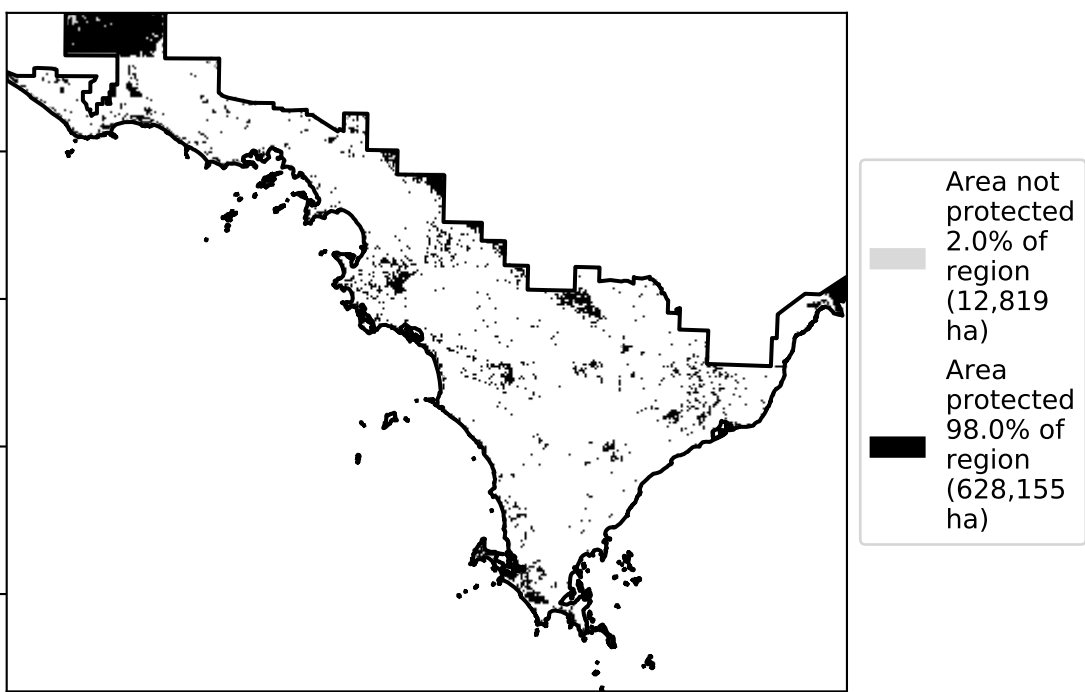 Area not
protected
2.0% of
region
(12,819
ha)
Area
protected
98.0% of
region
(628,155
ha)